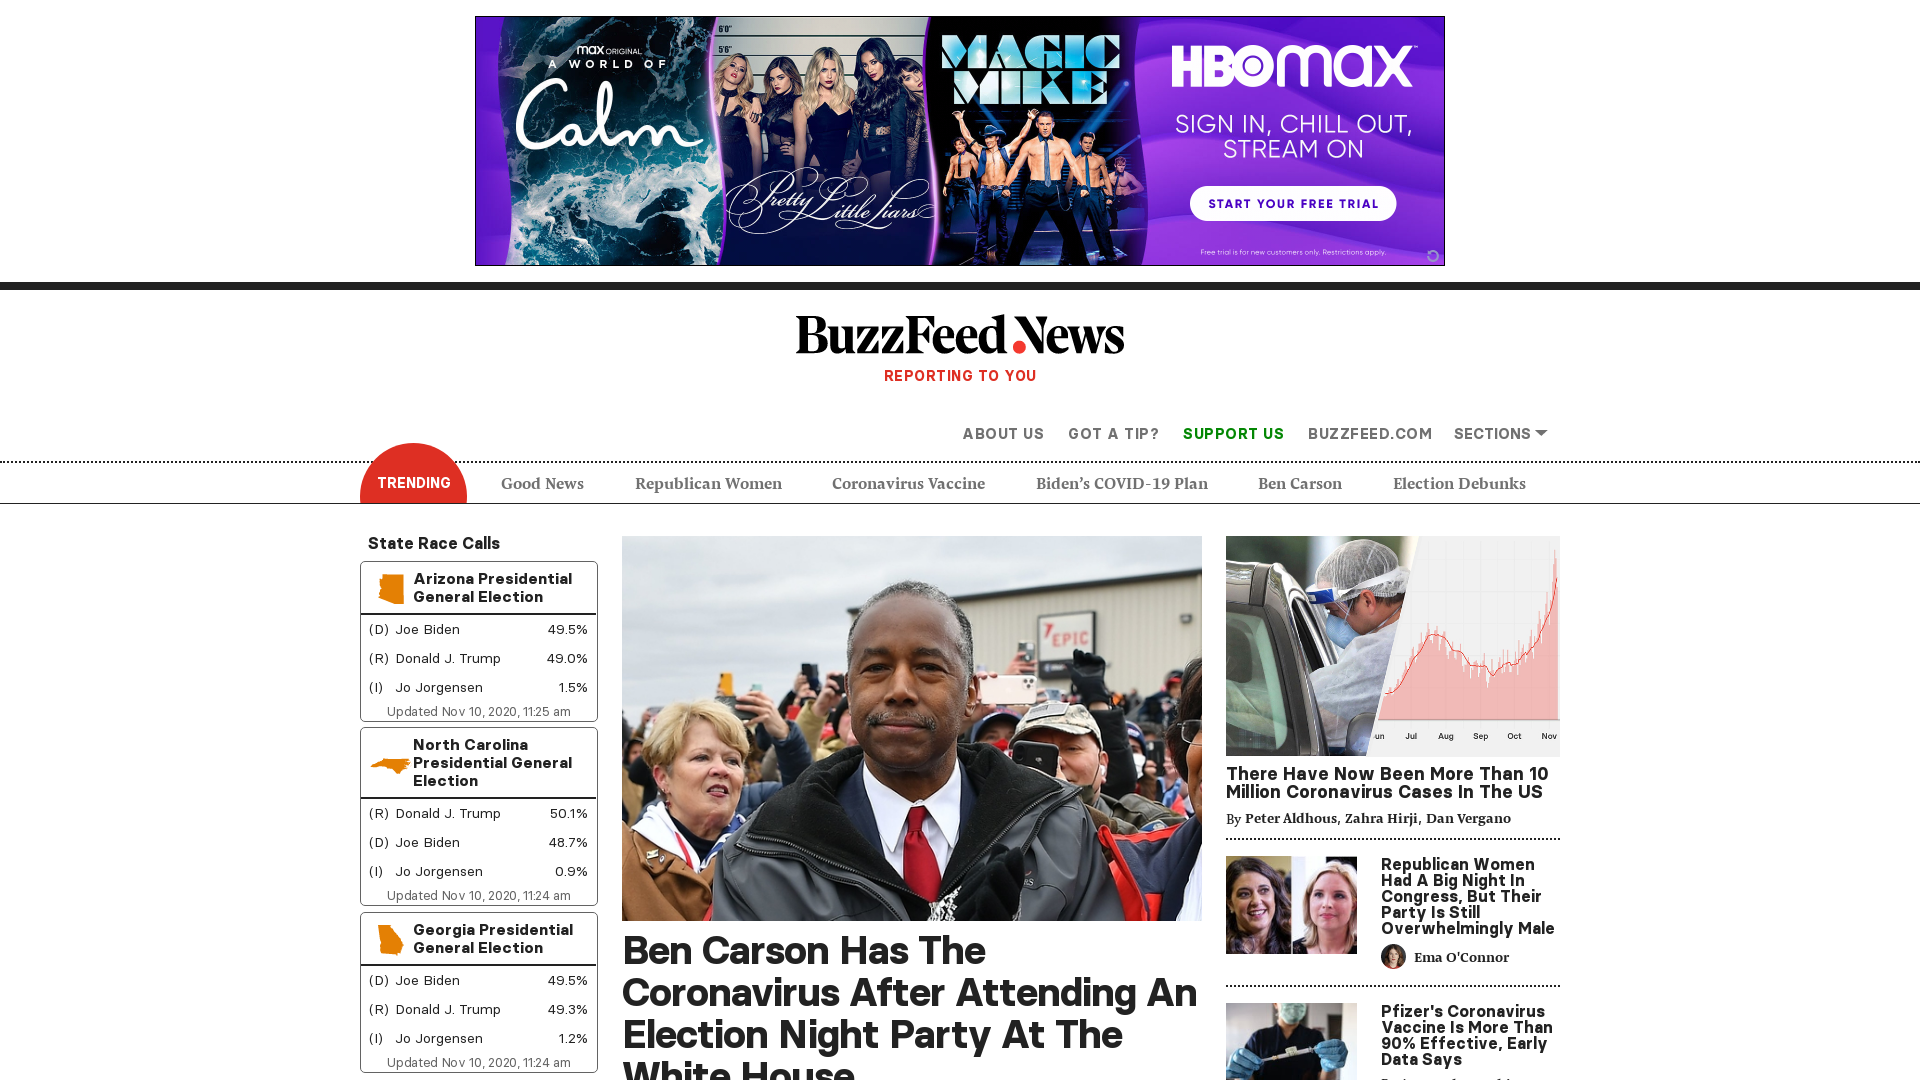 max ORIGINAL
A WORLD OF
Calm
6'0"
5'6"
Pretty Little Liars
MAGIC
MIKE
HBOmax
SIGN IN, CHILL OUT,
STREAM ON
START YOUR FREE TRIAL
Free trial is for new customers only. Restrictions apply.
BuzzFeed News
REPORTING TO YOU
ABOUT US
GOT A TIP?
SUPPORT US
BUZZFEED.COM
SECTIONS
TRENDING
Good News
Republican Women
Coronavirus Vaccine
Biden’s COVID-19 Plan
Ben Carson
Election Debunks
State Race Calls
Arizona Presidential
General Election
(D) Joe Biden 49.5%
(R) Donald J. Trump 49.0%
(I) Jo Jorgensen 1.5%
Updated Nov 10, 2020, 11:25 am
North Carolina
Presidential General
Election
(R) Donald J. Trump 50.1%
(D) Joe Biden 48.7%
(I) Jo Jorgensen 0.9%
Updated Nov 10, 2020, 11:24 am
Georgia Presidential
General Election
(D) Joe Biden 49.5%
(R) Donald J. Trump 49.3%
(I) Jo Jorgensen 1.2%
Updated Nov 10, 2020, 11:24 am
EPIC
Ben Carson Has The
Coronavirus After Attending An
Election Night Party At The
White House
Jul Aug Sep Oct Nov
There Have Now Been More Than 10
Million Coronavirus Cases In The US
By Peter Aldhous, Zahra Hirji, Dan Vergano
Republican Women
Had A Big Night In
Congress, But Their
Party Is Still
Overwhelmingly Male
Ema O'Connor
Pfizer's Coronavirus
Vaccine Is More Than
90% Effective, Early
Data Says